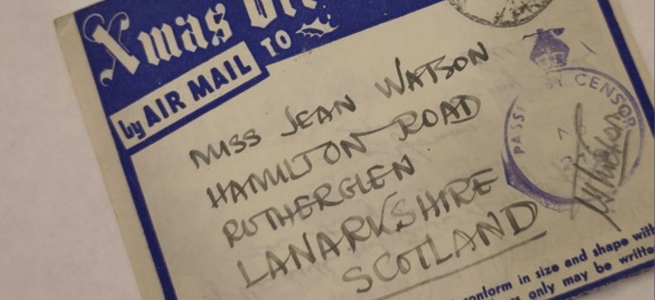 Xmas
by AIR MAIL TO
MISS JEAN WATSON
HAMILTON ROAD
RUTHERGLEN
LANARKSHIRE
SCOTLAND
PASSED BY CENSOR
7
conform in size and shape with
only may be writte